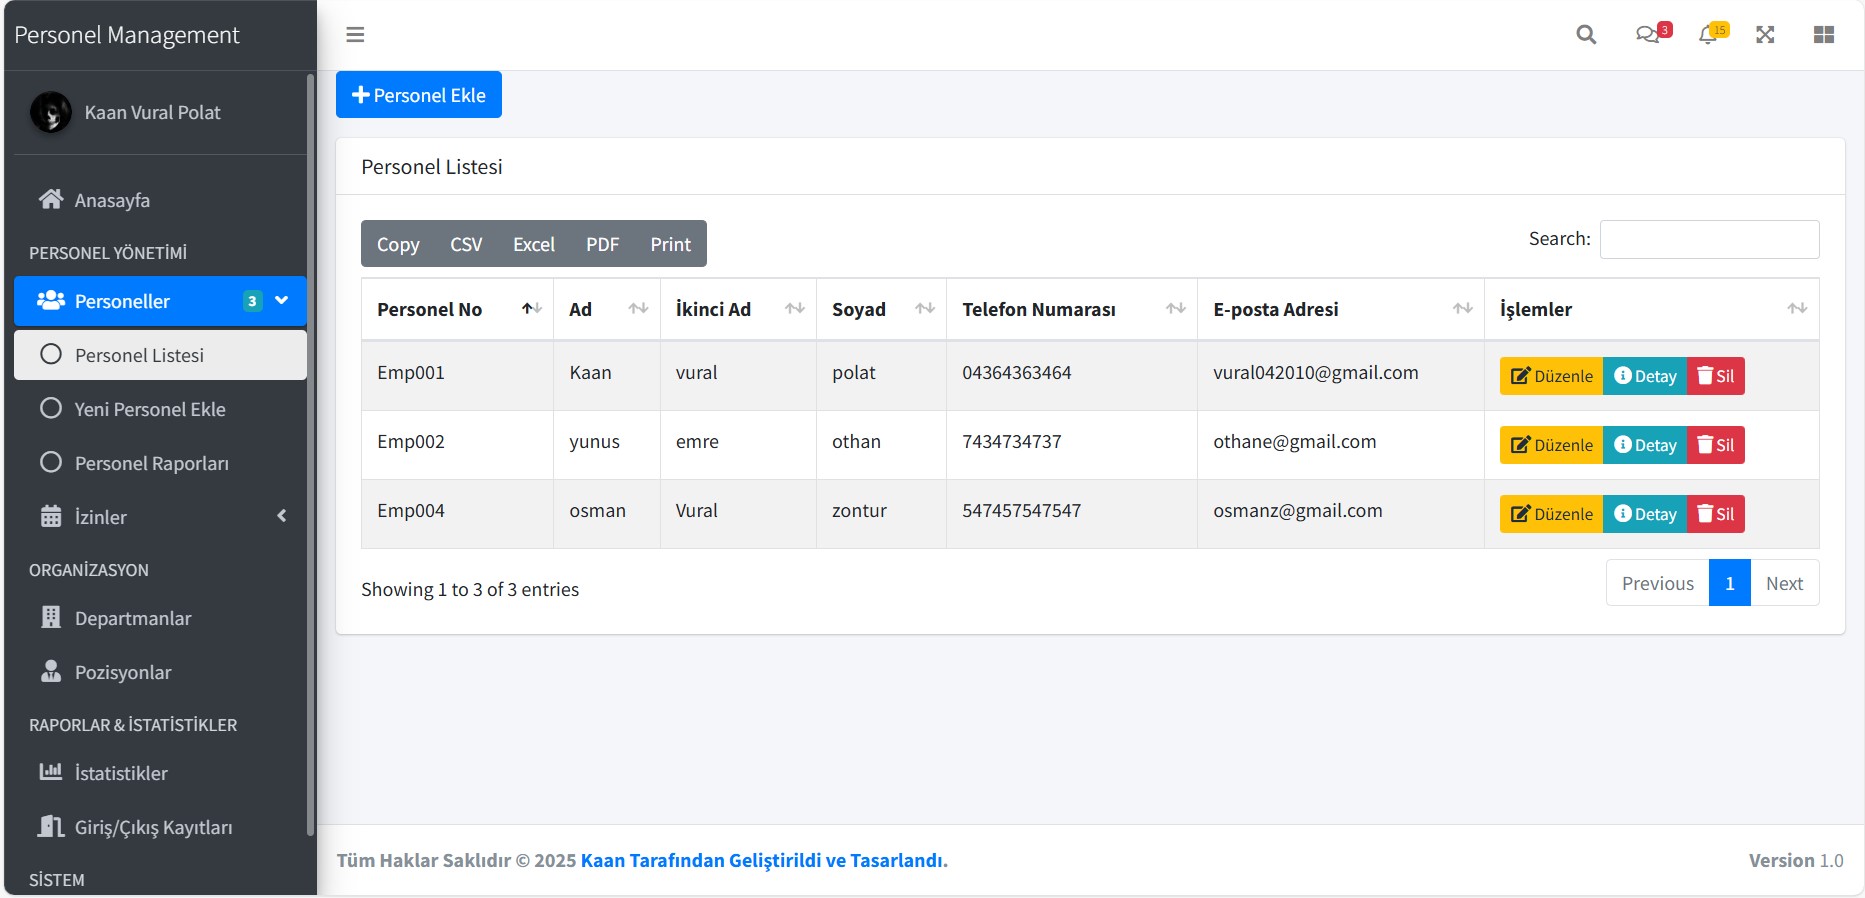 Personel Management
3
15
Kaan Vural Polat
Anasayfa
PERSONEL YÖNETİMİ
Personeller 3
Personel Listesi
Yeni Personel Ekle
Personel Raporları
İzinler
ORGANİZASYON
Departmanlar
Pozisyonlar
RAPORLAR & İSTATİSTİKLER
İstatistikler
Giriş/Çıkış Kayıtları
SİSTEM
Personel Ekle
Personel Listesi
Copy CSV Excel PDF Print
Search:
Personel No Ad İkinci Ad Soyad Telefon Numarası E-posta Adresi İşlemler
Emp001 Kaan vural polat 04364363464 vural042010@gmail.com Düzenle Detay Sil
Emp002 yunus emre othan 7434734737 othane@gmail.com Düzenle Detay Sil
Emp004 osman Vural zontur 547457547547 osmanz@gmail.com Düzenle Detay Sil
Showing 1 to 3 of 3 entries
Previous 1 Next
Tüm Haklar Saklıdır © 2025 Kaan Tarafından Geliştirildi ve Tasarlandı.
Version 1.0